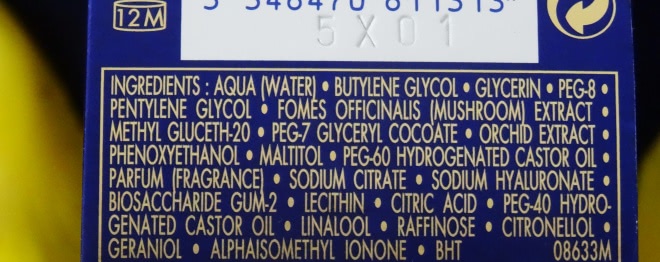 12M
5X01
INGREDIENTS : AQUA (WATER) • BUTYLENE GLYCOL • GLYCERIN • PEG-8 •
PENTYLENE GLYCOL • FOMES OFFICINALIS (MUSHROOM) EXTRACT •
METHYL GLUCETH-20 • PEG-7 GLYCERYL COCOATE • ORCHID EXTRACT •
PHENOXYETHANOL • MALTITOL • PEG-60 HYDROGENATED CASTOR OIL •
PARFUM (FRAGRANCE) • SODIUM CITRATE • SODIUM HYALURONATE •
BIOSACCHARIDE GUM-2 • LECITHIN • CITRIC ACID • PEG-40 HYDRO-
GENATED CASTOR OIL • LINALOOL • RAFFINOSE • CITRONELLOL •
GERANIOL • ALPHAISOMETHYL IONONE • BHT 08633M